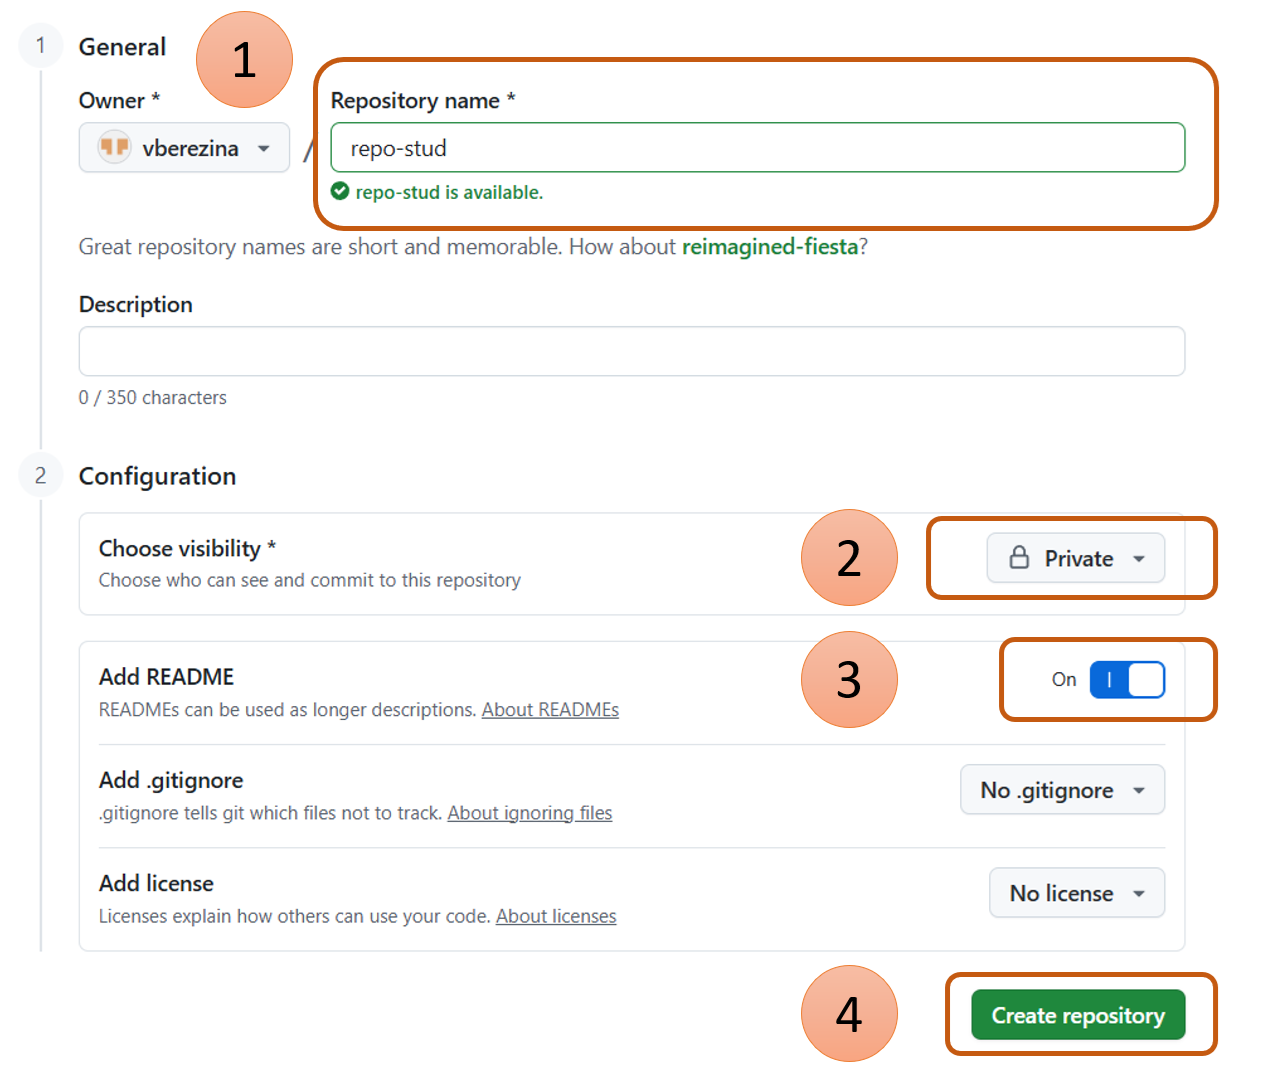 1 General
1
Owner *
Repository name *
vberezina
/
repo-stud
repo-stud is available.
Great repository names are short and memorable. How about reimagined-fiesta?
Description
0 / 350 characters
2 Configuration
Choose visibility *
Choose who can see and commit to this repository
2
Private
Add README
READMEs can be used as longer descriptions. About READMEs
3
On
Add .gitignore
.gitignore tells git which files not to track. About ignoring files
No .gitignore
Add license
Licenses explain how others can use your code. About licenses
No license
4
Create repository